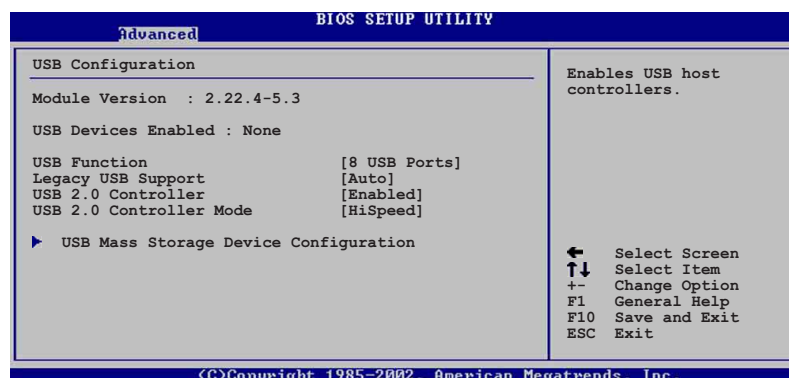 BIOS SETUP UTILITY
Advanced
USB Configuration
Module Version : 2.22.4-5.3
USB Devices Enabled : None
USB Function [8 USB Ports]
Legacy USB Support [Auto]
USB 2.0 Controller [Enabled]
USB 2.0 Controller Mode [HiSpeed]
USB Mass Storage Device Configuration
Enables USB host
controllers.
Select Screen
Select Item
+- Change Option
F1 General Help
F10 Save and Exit
ESC Exit
(C)Copyright 1985-2002, American Megatrends, Inc.